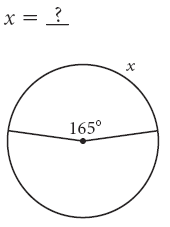 x = ?
x
165°